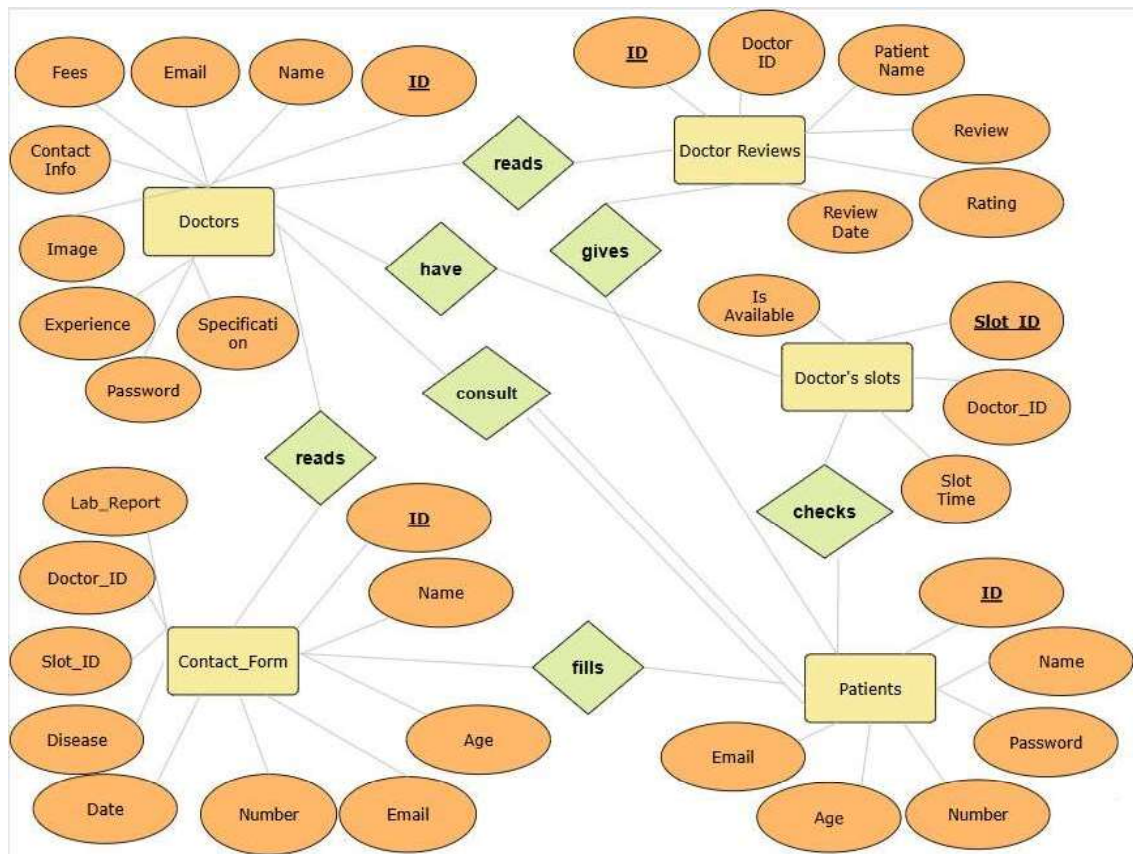 Fees
Email
Name
ID
ID
Doctor
ID
Patient
Name
Contact
Info
reads
Doctor Reviews
Review
Doctors
Rating
Review
Date
Image
have
gives
Experience
Specificati
on
Is
Available
Slot_ID
Password
consult
Doctor's slots
Doctor_ID
reads
Slot
Time
Lab_Report
ID
checks
Doctor_ID
Name
ID
Slot_ID
Contact_Form
fills
Patients
Name
Disease
Age
Email
Password
Date
Number
Email
Age
Number